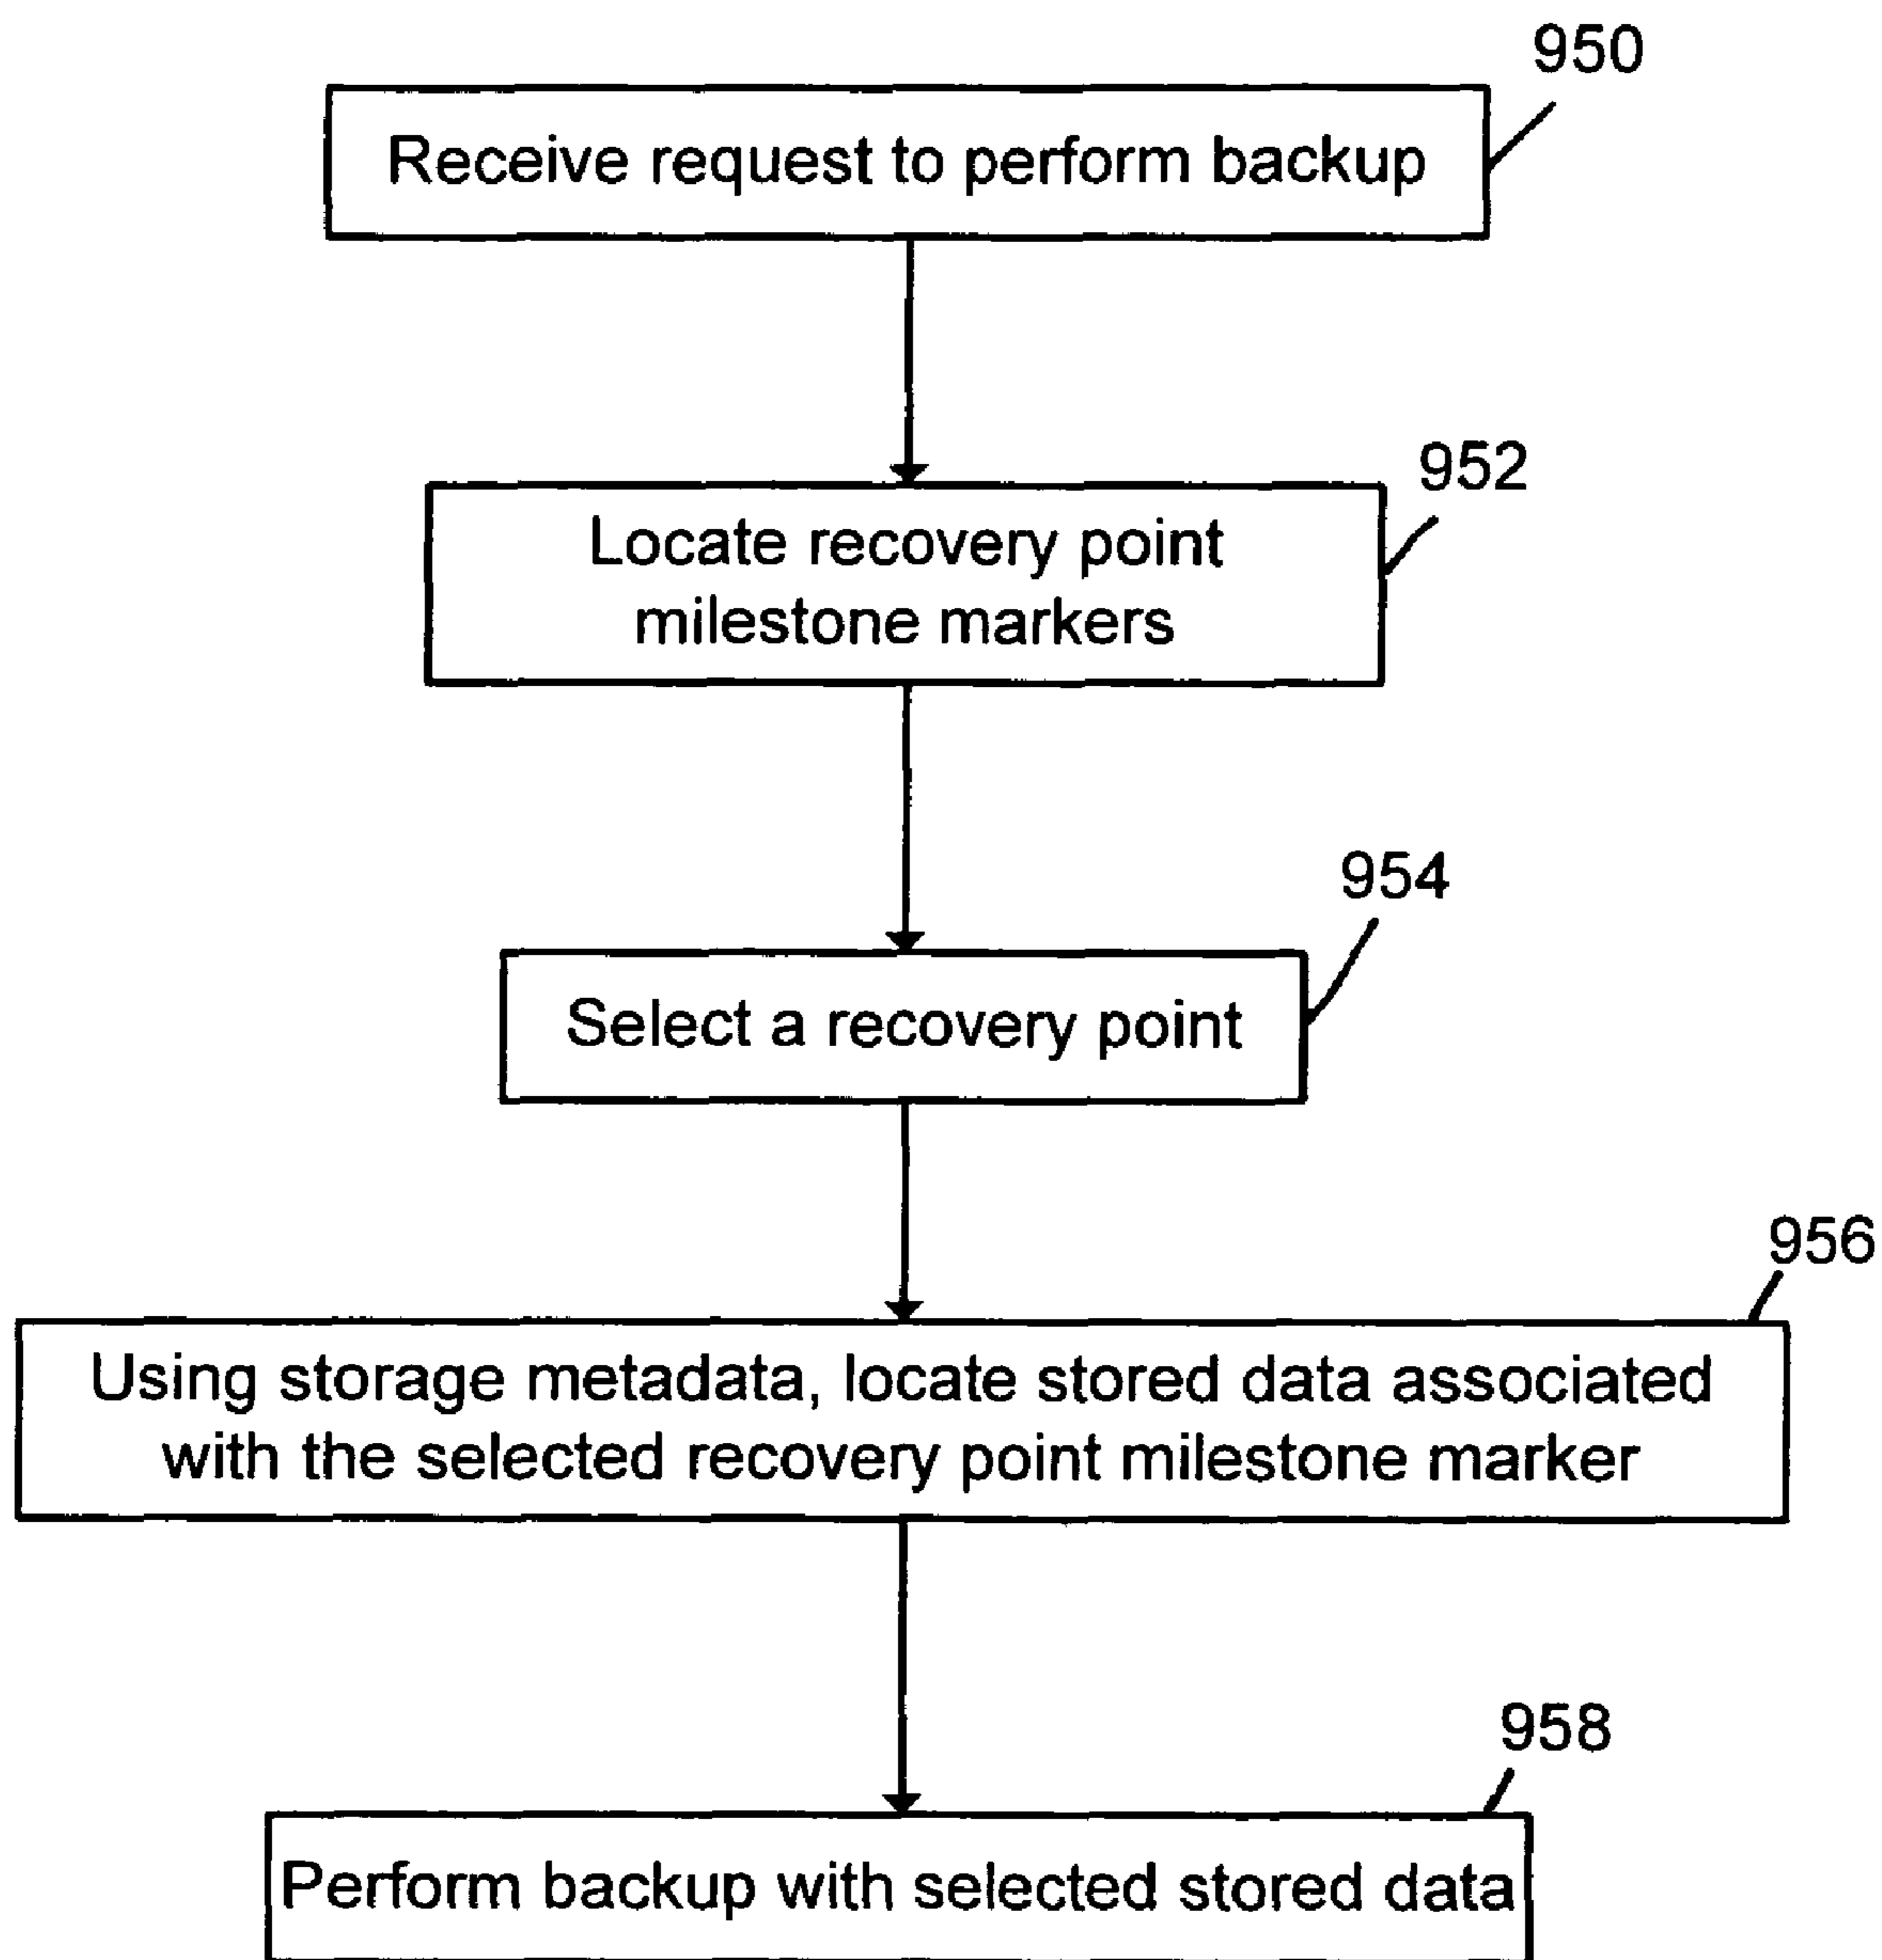 950
Receive request to perform backup
952
Locate recovery point
milestone markers
954
Select a recovery point
956
Using storage metadata, locate stored data associated
with the selected recovery point milestone marker
958
Perform backup with selected stored data